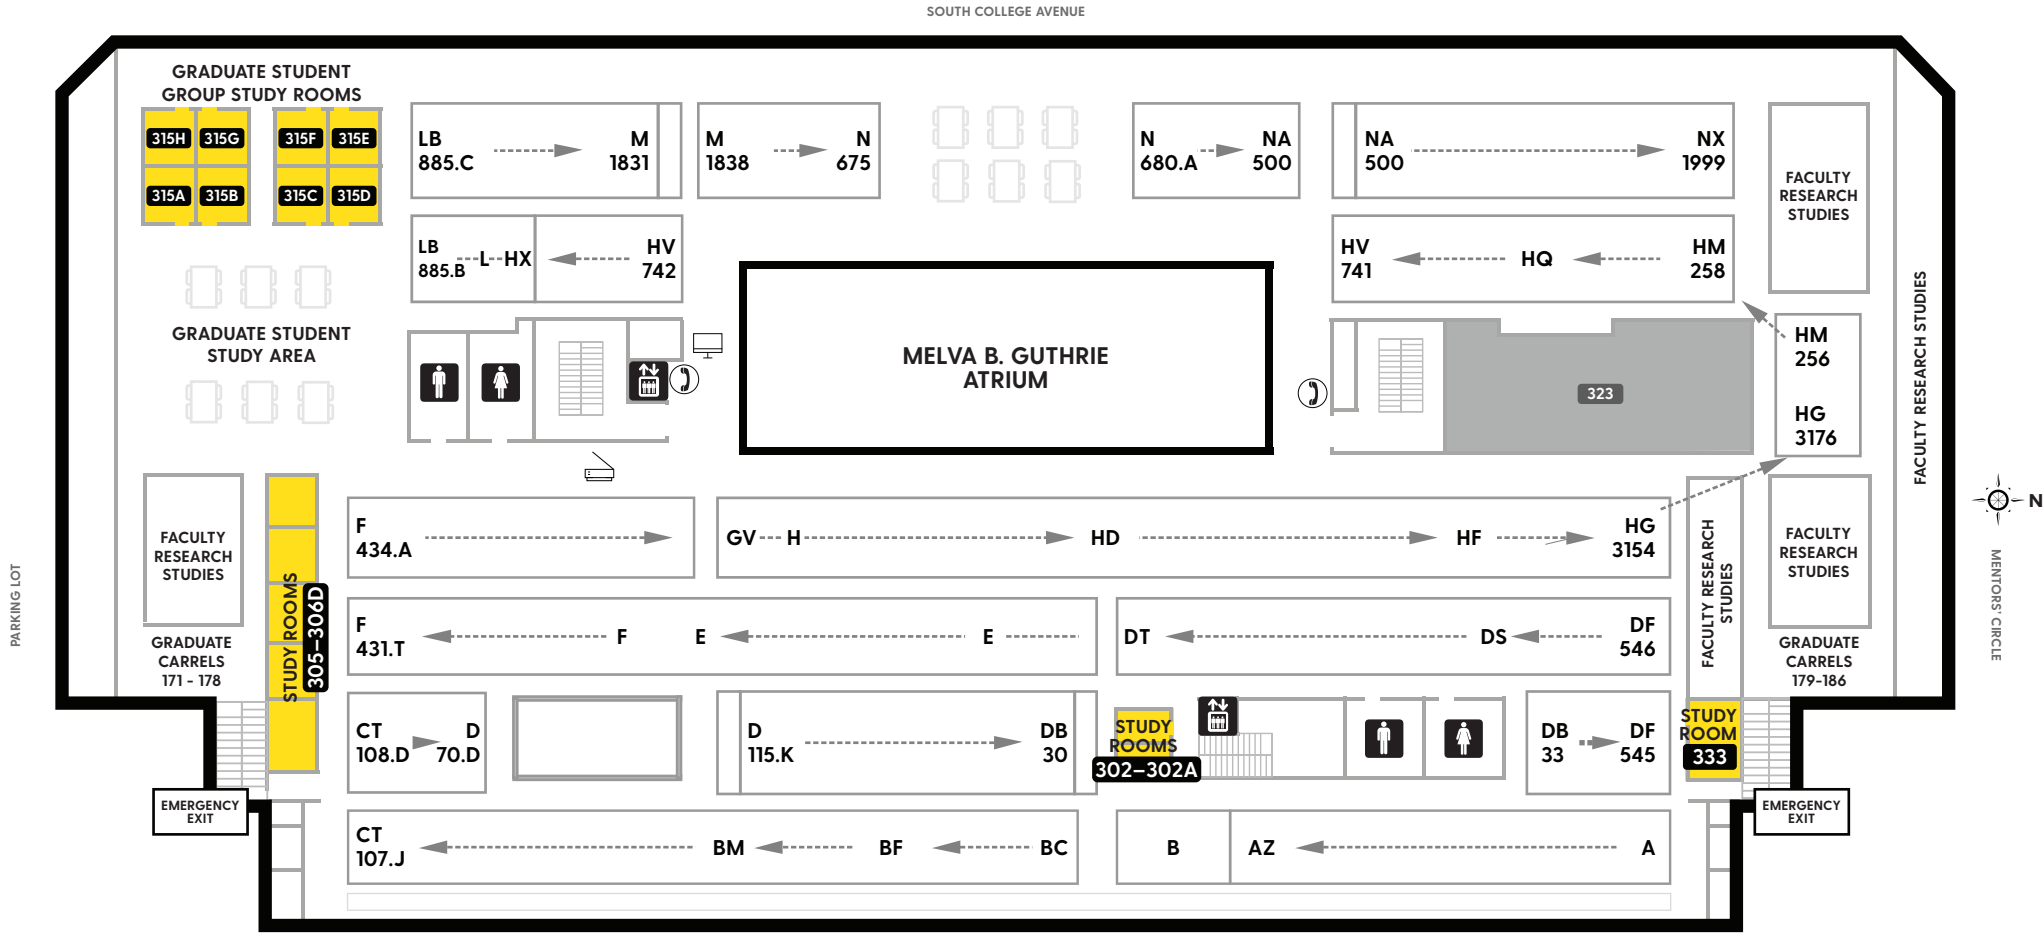 SOUTH COLLEGE AVENUE
GRADUATE STUDENT
GROUP STUDY ROOMS
315H 315G 315F 315E
315A 315B 315C 315D
LB
885.C
M
1831
M
1838
N
675
N
680.A
NA
500
NA
500
NX
1999
FACULTY
RESEARCH
STUDIES
LB
885.B
L
HX
HV
742
HV
741
HQ
HM
258
GRADUATE STUDENT
STUDY AREA
MELVA B. GUTHRIE
ATRIUM
323
HM
256
HG
3176
FACULTY RESEARCH STUDIES
N
MENTORS' CIRCLE
PARKING LOT
FACULTY
RESEARCH
STUDIES
GRADUATE
CARRELS
171 - 178
STUDY ROOMS
305–306D
F
434.A
GV
H
HD
HF
HG
3154
FACULTY RESEARCH
STUDIES
FACULTY
RESEARCH
STUDIES
GRADUATE
CARRELS
179-186
F
431.T
F
E
E
DT
DS
DF
546
CT
108.D
D
70.D
D
115.K
DB
30
STUDY
ROOMS
302–302A
DB
33
DF
545
STUDY
ROOM
333
EMERGENCY
EXIT
CT
107.J
BM
BF
BC
B
AZ
A
EMERGENCY
EXIT